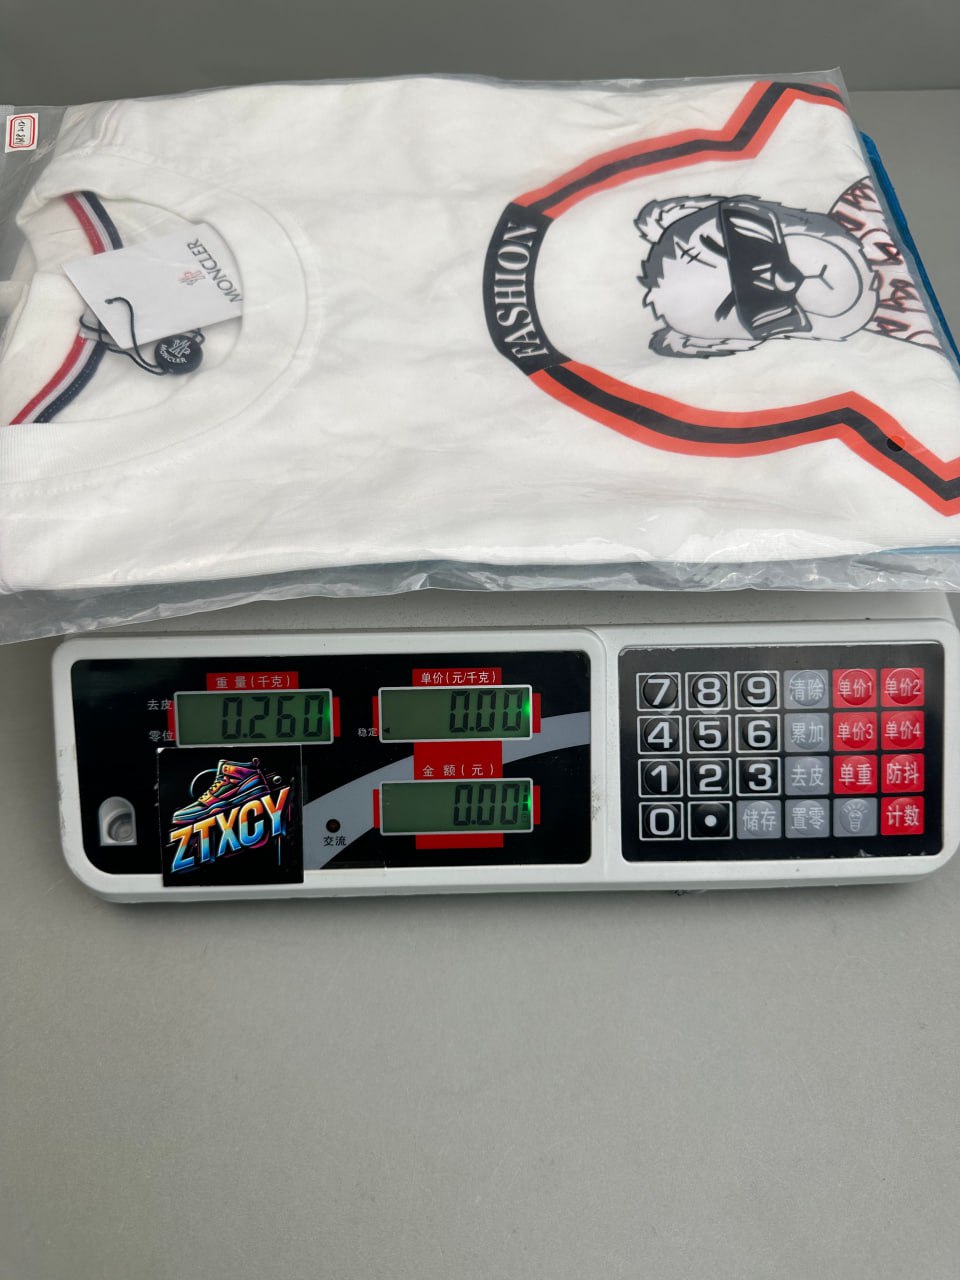 MONCLER
MONCLER
FASHION
重量(千克)
单价(元/千克)
去皮
零位
0.260
稳定
0.00
金额(元)
0.00
交流
ZTXCY
7 8 9 清除 单价1 单价2
4 5 6 累加 单价3 单价4
1 2 3 去皮 单重 防抖
0 • 储存 置零 计数